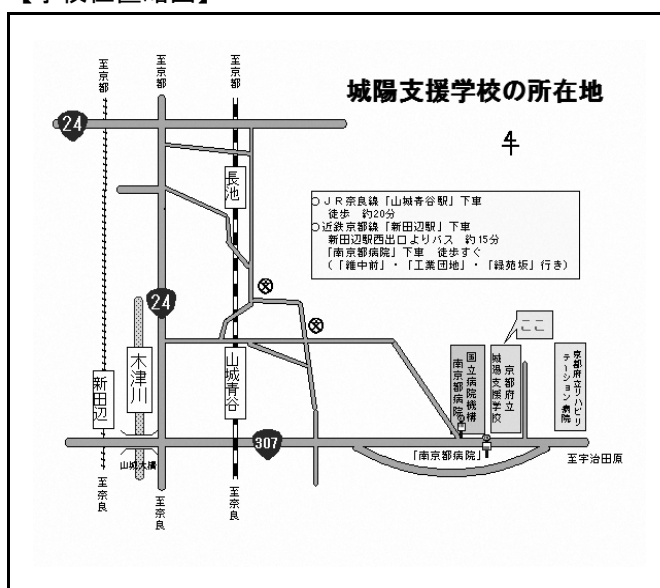 至京都
至京都
至京都
城陽支援学校の所在地
24
長池
○ＪＲ奈良線「山城青谷駅」下車
徒歩 約20分
○近鉄京都線「新田辺駅」下車
新田辺駅西出口よりバス 約15分
「南京都病院」下車 徒歩すぐ
（「維中前」・「工業団地」・「緑苑坂」行き）
24
ここ
木津川
新田辺
山城青谷
国立病院機構
南京都病院
京都府立
城陽支援学校
京都府立リハビリ
テーション病院
307
山城大橋
「南京都病院」
至宇治田原
至奈良
至奈良
至奈良